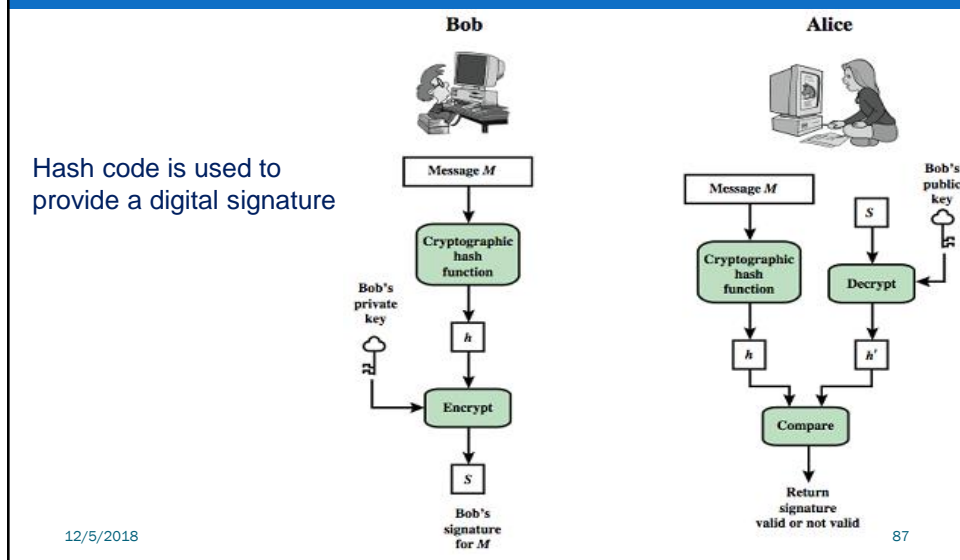 Bob
Alice
Hash code is used to
provide a digital signature
Message M
Cryptographic
hash
function
Bob's
private
key
h
Encrypt
S
Bob's
signature
for M
Message M
Cryptographic
hash
function
h
S
Bob's
public
key
Decrypt
h'
Compare
Return
signature
valid or not valid
12/5/2018
87